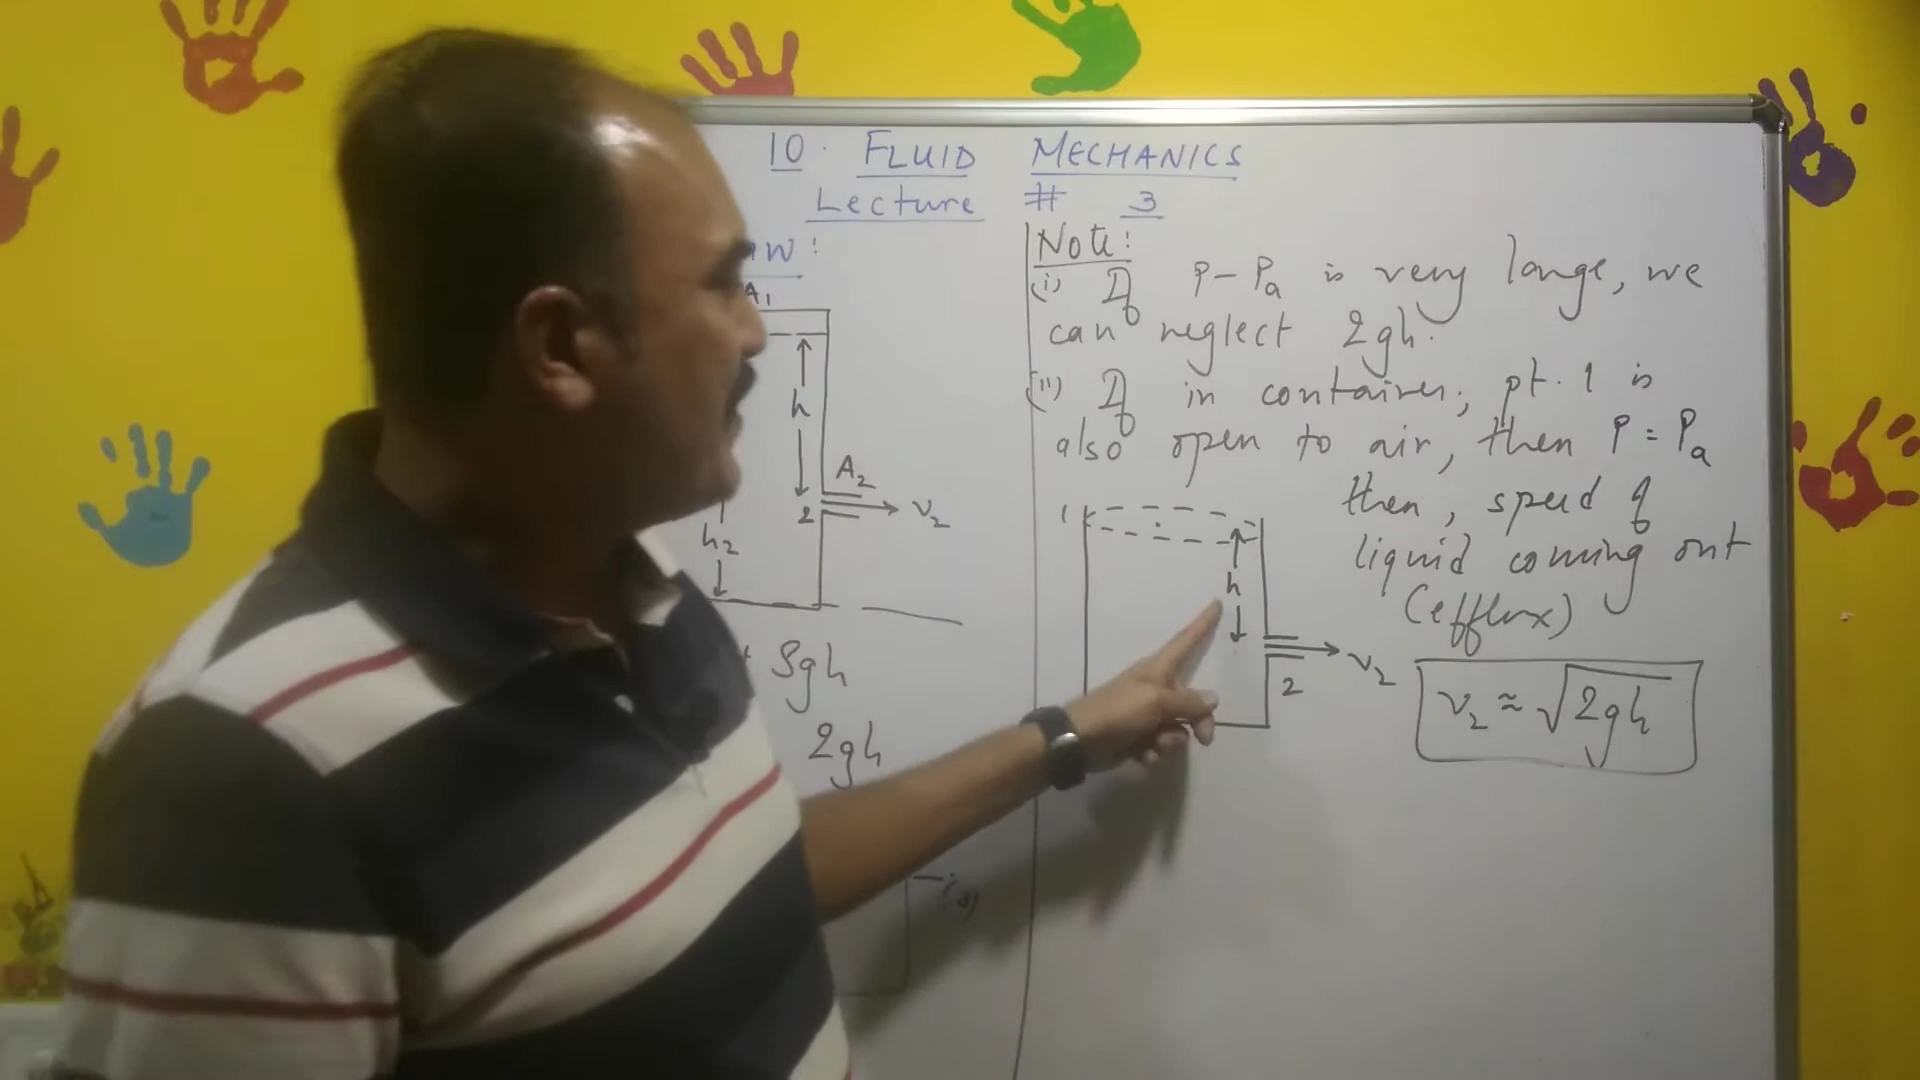 10. FLUID MECHANICS
Lecture # 3
A1
h
A2
2
v2
h2
ρgh
2gh
(3)
Note:
(i) If P - Pa is very large, we
can neglect 2gh.
(ii) If in container, pt. 1 is
also open to air, then P = Pa
then, speed of
liquid coming out
(efflux)
1
h
v2
2
v2 ≈ √2gh